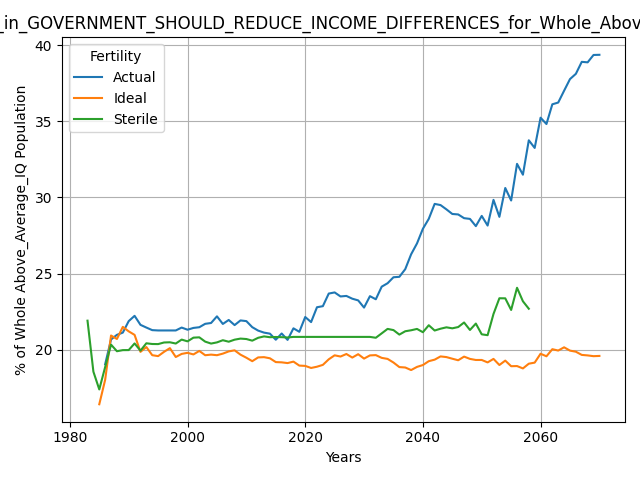 _in_GOVERNMENT_SHOULD_REDUCE_INCOME_DIFFERENCES_for_Whole_Abov
40
35
30
25
20
% of Whole Above_Average_IQ Population
Fertility
Actual
Ideal
Sterile
1980
2000
2020
2040
2060
Years